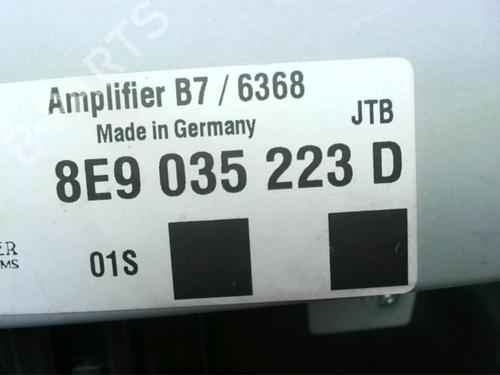 Amplifier B7 / 6368
Made in Germany
JTB
8E9 035 223 D
01S